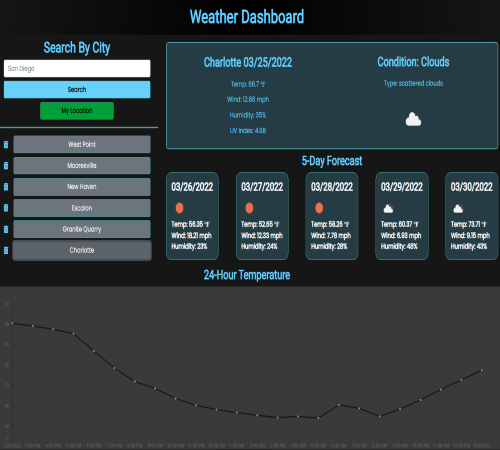 Weather Dashboard
Search By City
San Diego
Search
My Location
West Point
Mooresville
New Haven
Escalon
Granite Quarry
Charlotte
Charlotte 03/25/2022
Temp: 66.7 °F
Wind: 12.66 mph
Humidity: 35%
UV Index: 4.68
Condition: Clouds
Type: scattered clouds
5-Day Forecast
03/26/2022
Temp: 56.35 °F
Wind: 18.21 mph
Humidity: 23%
03/27/2022
Temp: 52.65 °F
Wind: 12.33 mph
Humidity: 24%
03/28/2022
Temp: 58.26 °F
Wind: 7.78 mph
Humidity: 28%
03/29/2022
Temp: 60.37 °F
Wind: 6.93 mph
Humidity: 48%
03/30/2022
Temp: 73.71 °F
Wind: 9.15 mph
Humidity: 43%
24-Hour Temperature